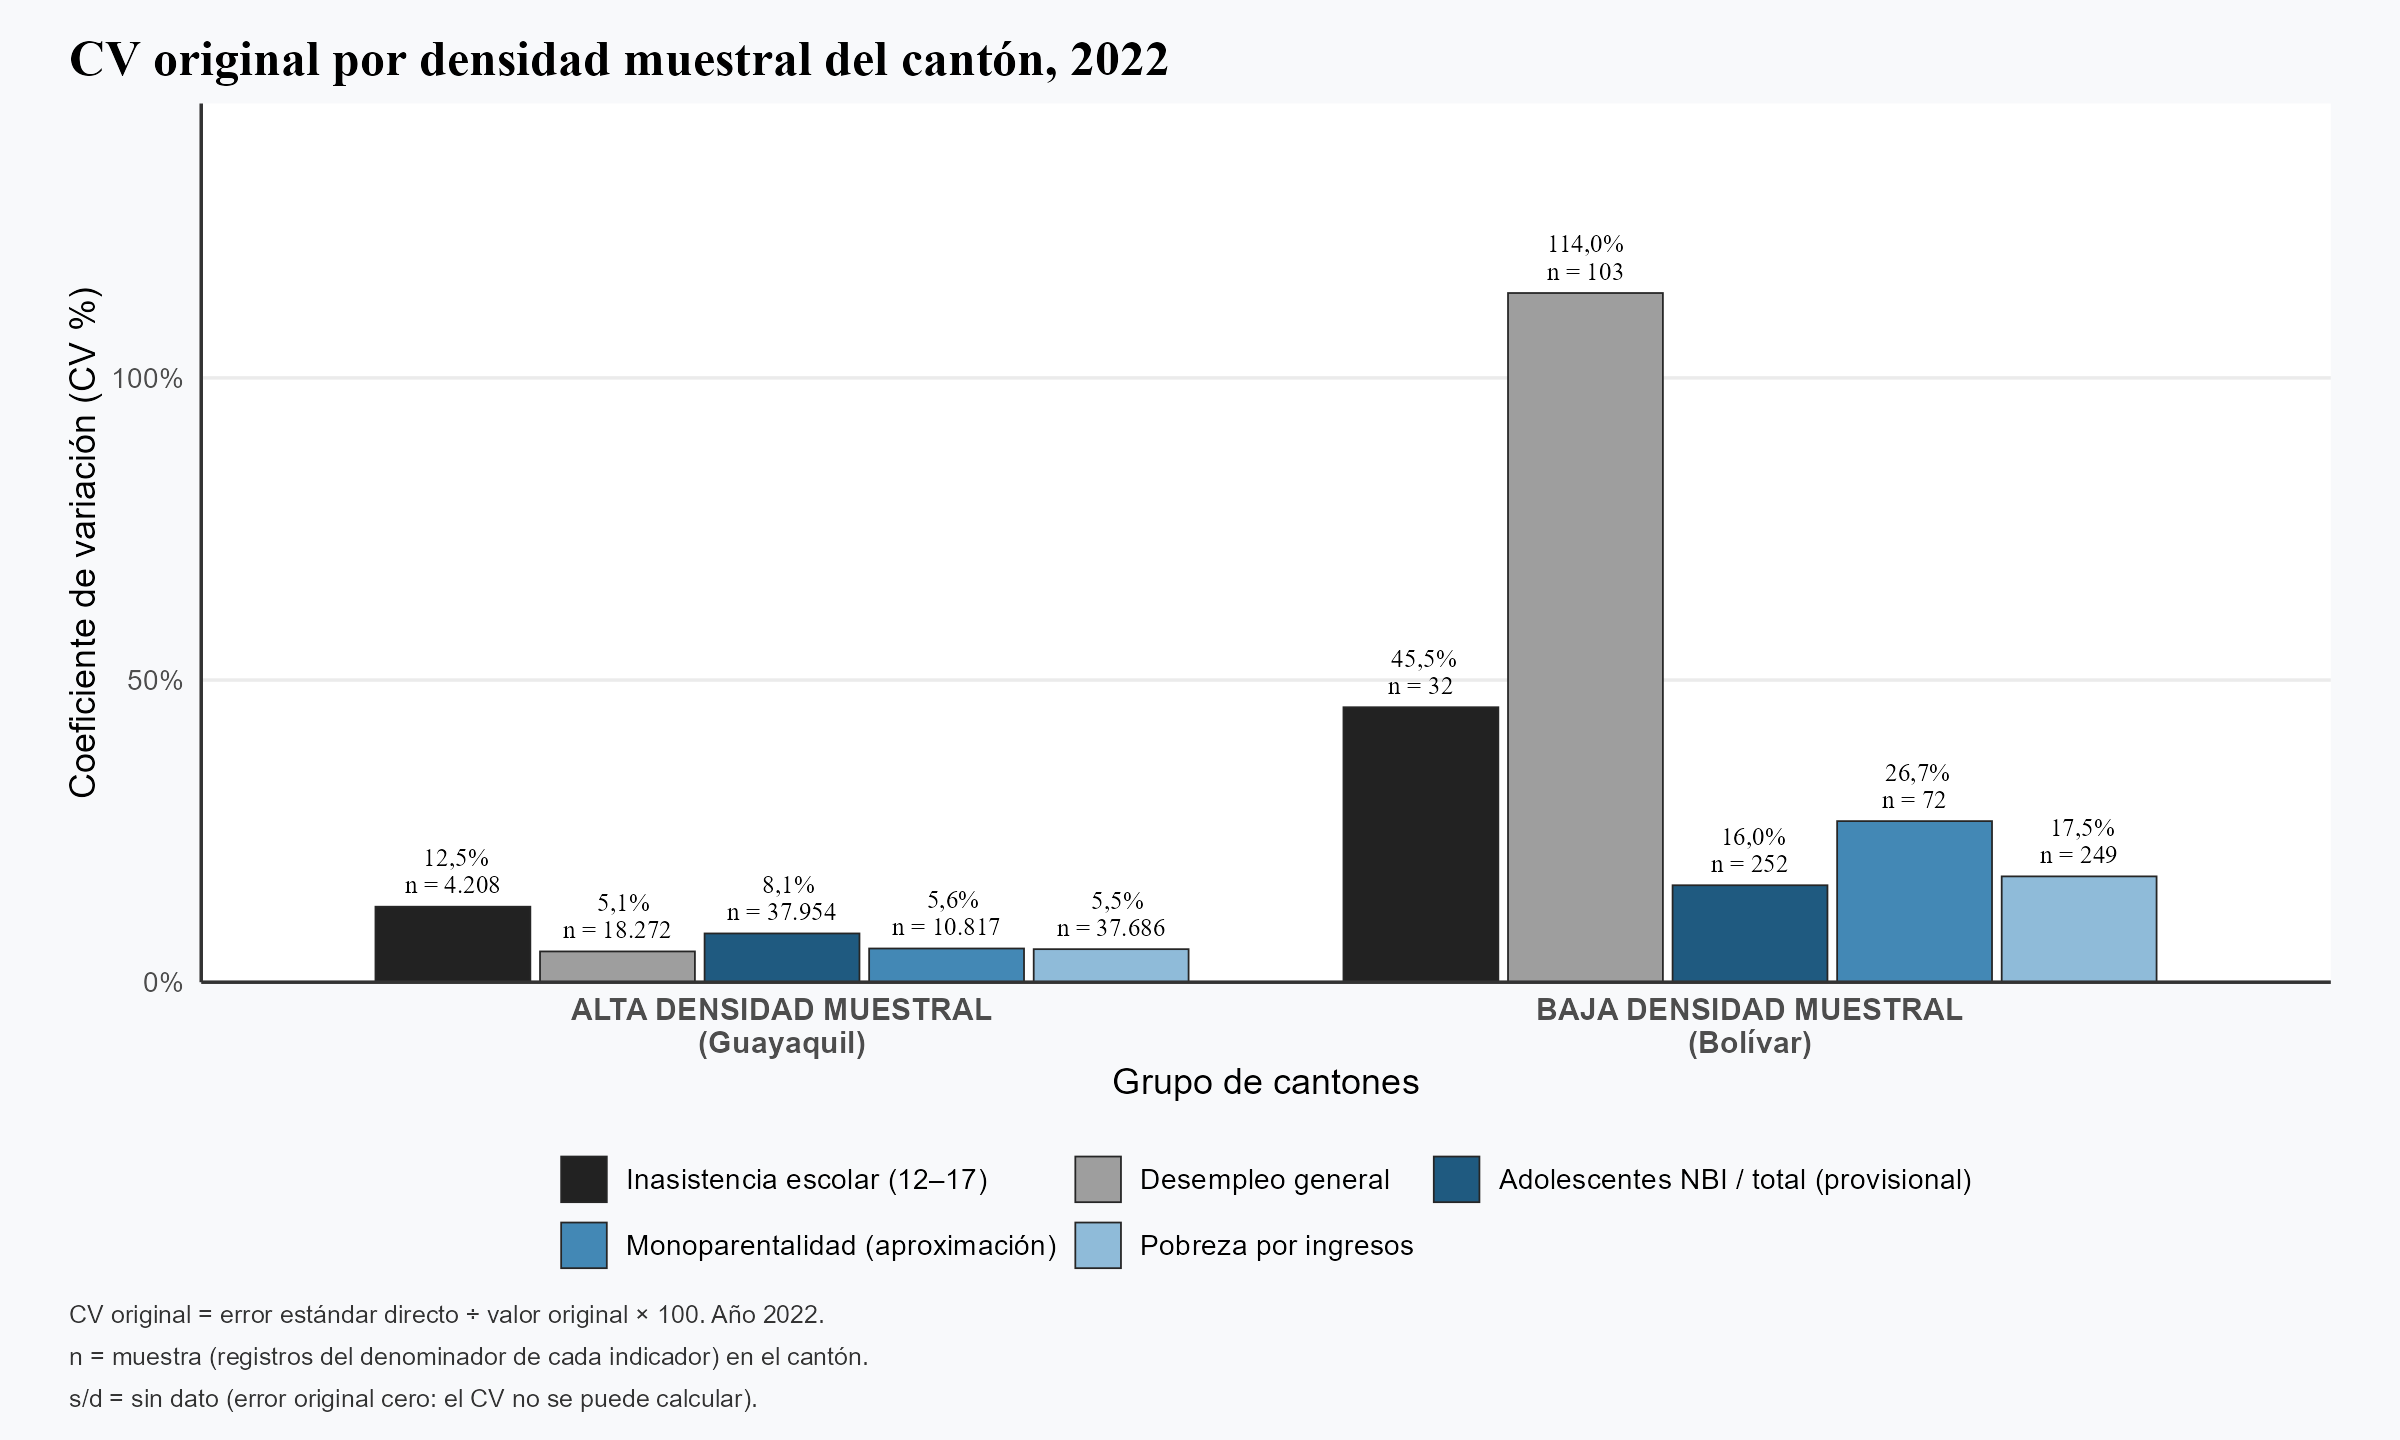 CV original por densidad muestral del cantón, 2022
Coeficiente de variación (CV %)
100%
50%
0%
12,5%
n = 4.208
5,1%
n = 18.272
8,1%
n = 37.954
5,6%
n = 10.817
5,5%
n = 37.686
45,5%
n = 32
114,0%
n = 103
16,0%
n = 252
26,7%
n = 72
17,5%
n = 249
ALTA DENSIDAD MUESTRAL
(Guayaquil)
BAJA DENSIDAD MUESTRAL
(Bolívar)
Grupo de cantones
Inasistencia escolar (12–17)
Desempleo general
Adolescentes NBI / total (provisional)
Monoparentalidad (aproximación)
Pobreza por ingresos
CV original = error estándar directo ÷ valor original × 100. Año 2022.
n = muestra (registros del denominador de cada indicador) en el cantón.
s/d = sin dato (error original cero: el CV no se puede calcular).